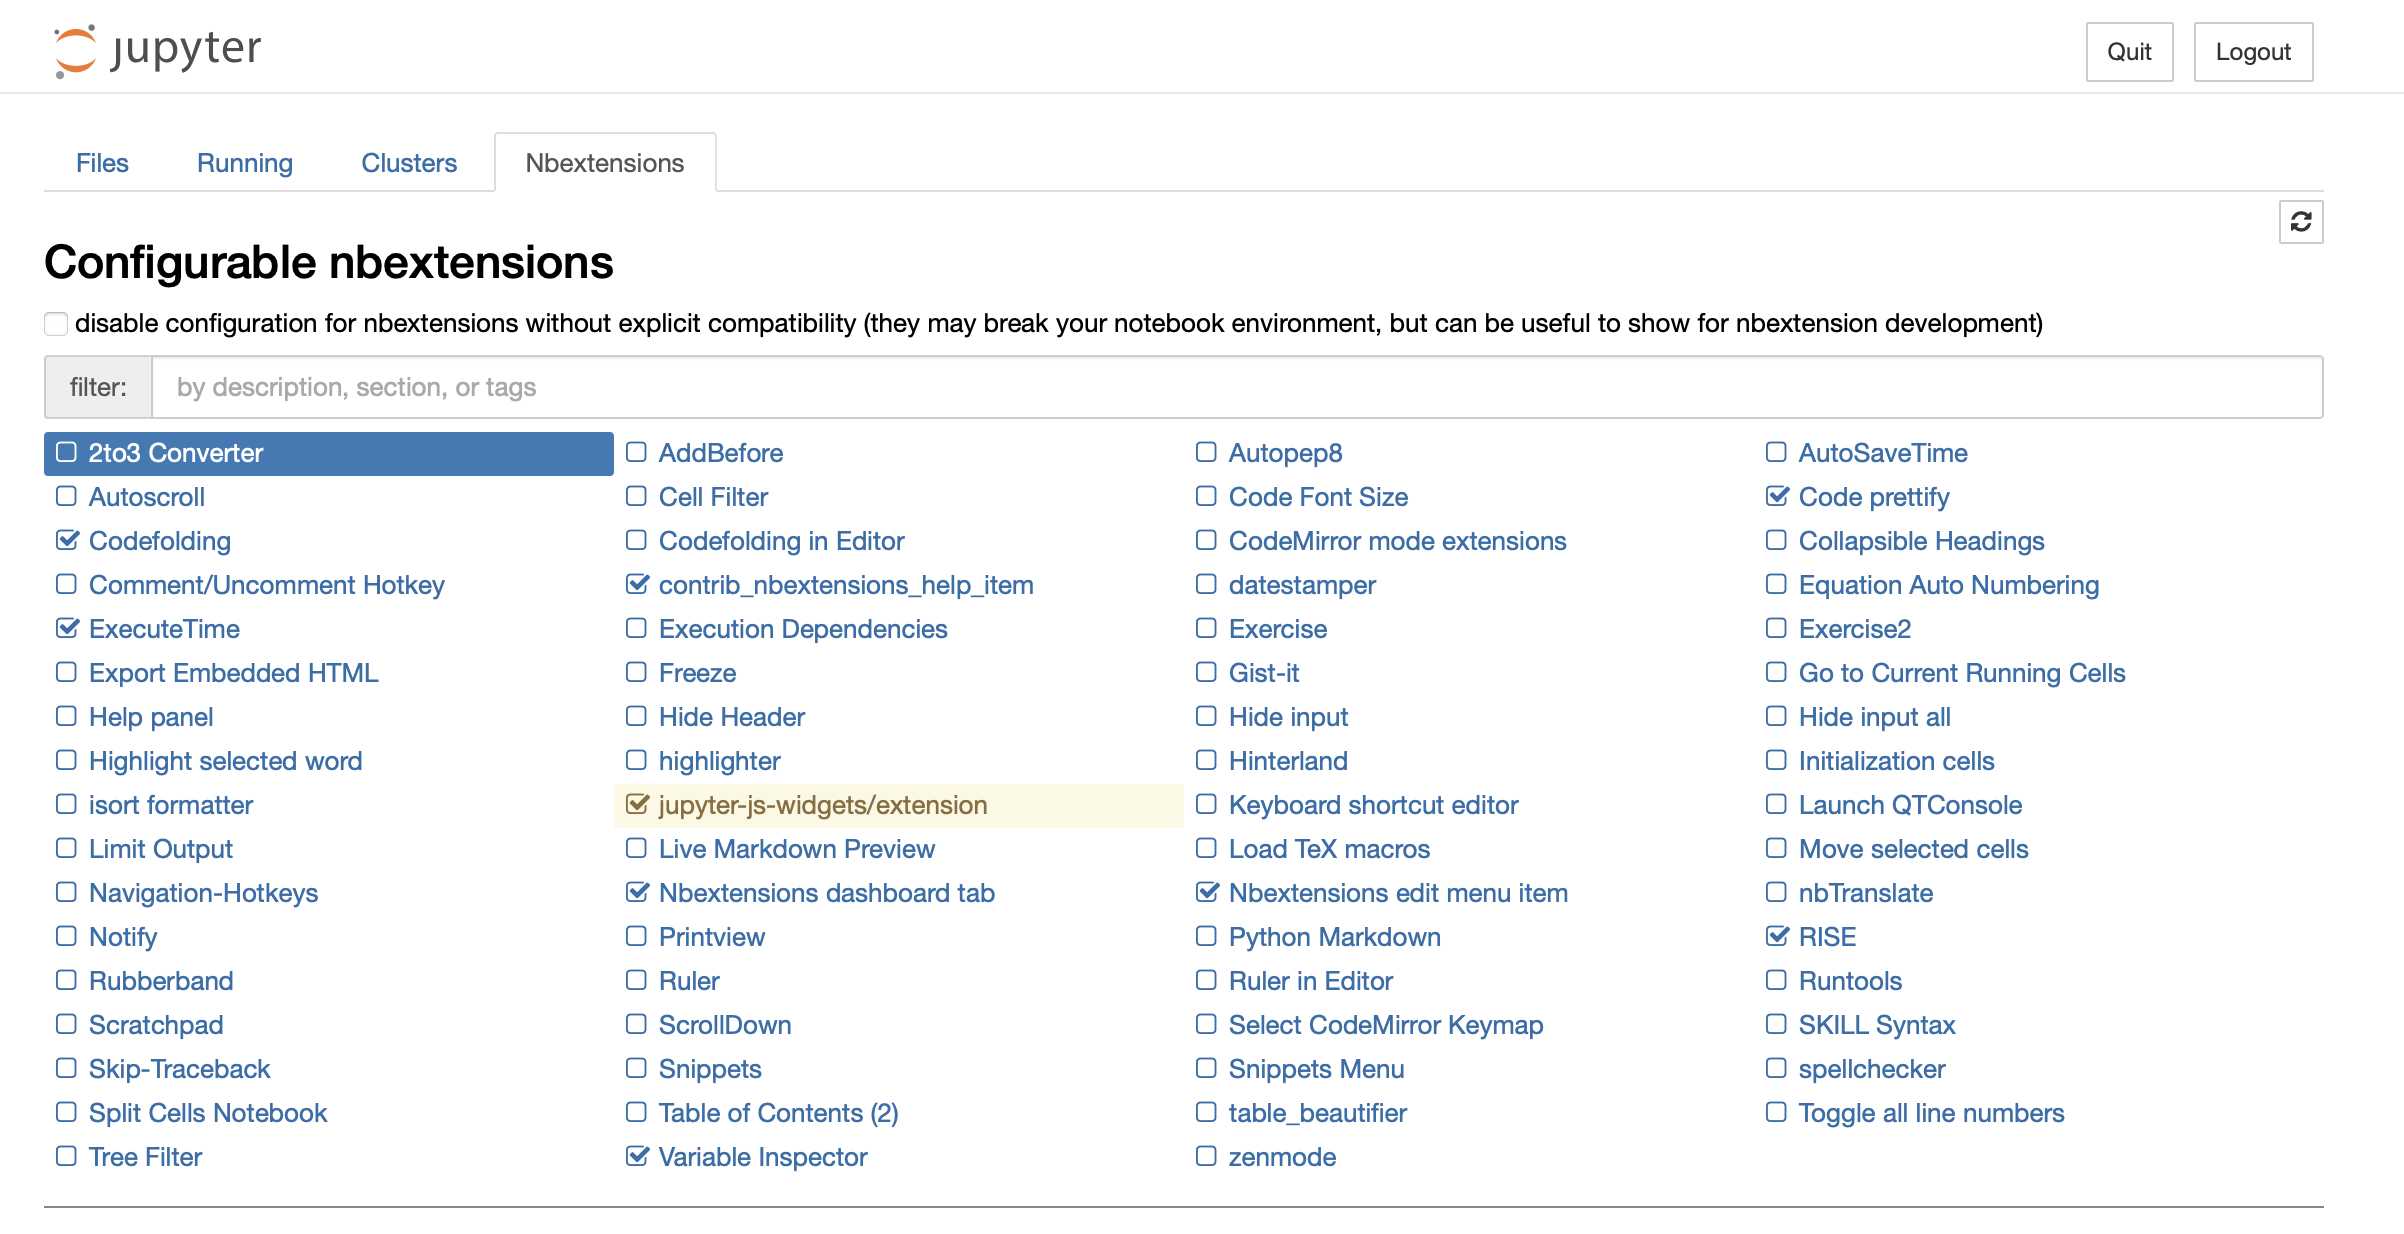 jupyter
Quit Logout
Files Running Clusters Nbextensions
Configurable nbextensions
disable configuration for nbextensions without explicit compatibility (they may break your notebook environment, but can be useful to show for nbextension development)
filter: by description, section, or tags
2to3 Converter AddBefore Autopep8 AutoSaveTime
Autoscroll Cell Filter Code Font Size Code prettify
Codefolding Codefolding in Editor CodeMirror mode extensions Collapsible Headings
Comment/Uncomment Hotkey contrib_nbextensions_help_item datestamper Equation Auto Numbering
ExecuteTime Execution Dependencies Exercise Exercise2
Export Embedded HTML Freeze Gist-it Go to Current Running Cells
Help panel Hide Header Hide input Hide input all
Highlight selected word highlighter Hinterland Initialization cells
isort formatter jupyter-js-widgets/extension Keyboard shortcut editor Launch QTConsole
Limit Output Live Markdown Preview Load TeX macros Move selected cells
Navigation-Hotkeys Nbextensions dashboard tab Nbextensions edit menu item nbTranslate
Notify Printview Python Markdown RISE
Rubberband Ruler Ruler in Editor Runtools
Scratchpad ScrollDown Select CodeMirror Keymap SKILL Syntax
Skip-Traceback Snippets Snippets Menu spellchecker
Split Cells Notebook Table of Contents (2) table_beautifier Toggle all line numbers
Tree Filter Variable Inspector zenmode